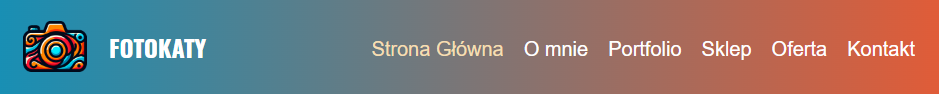 FOTOKATY
Strona Główna O mnie Portfolio Sklep Oferta Kontakt